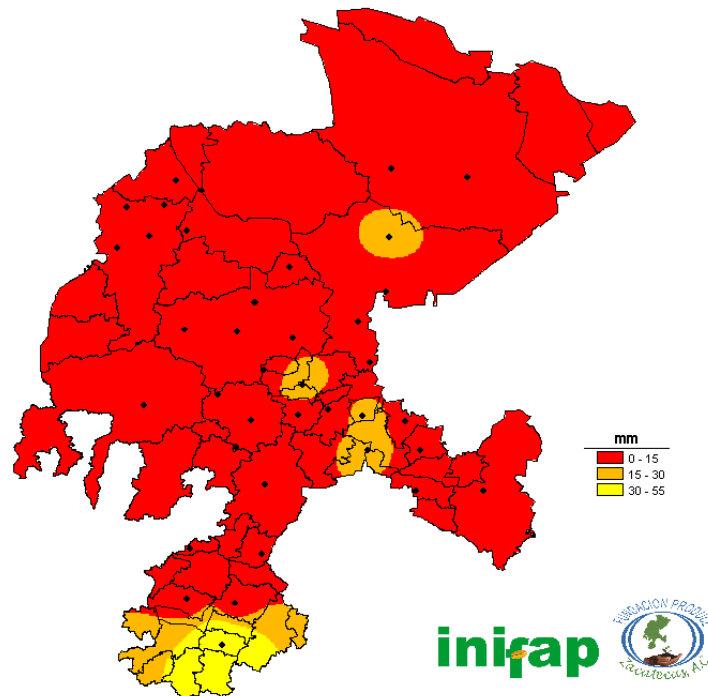 mm
0 - 15
15 - 30
30 - 55
inifap
FUNDACION PRODUCE
Zacatecas, A.C.